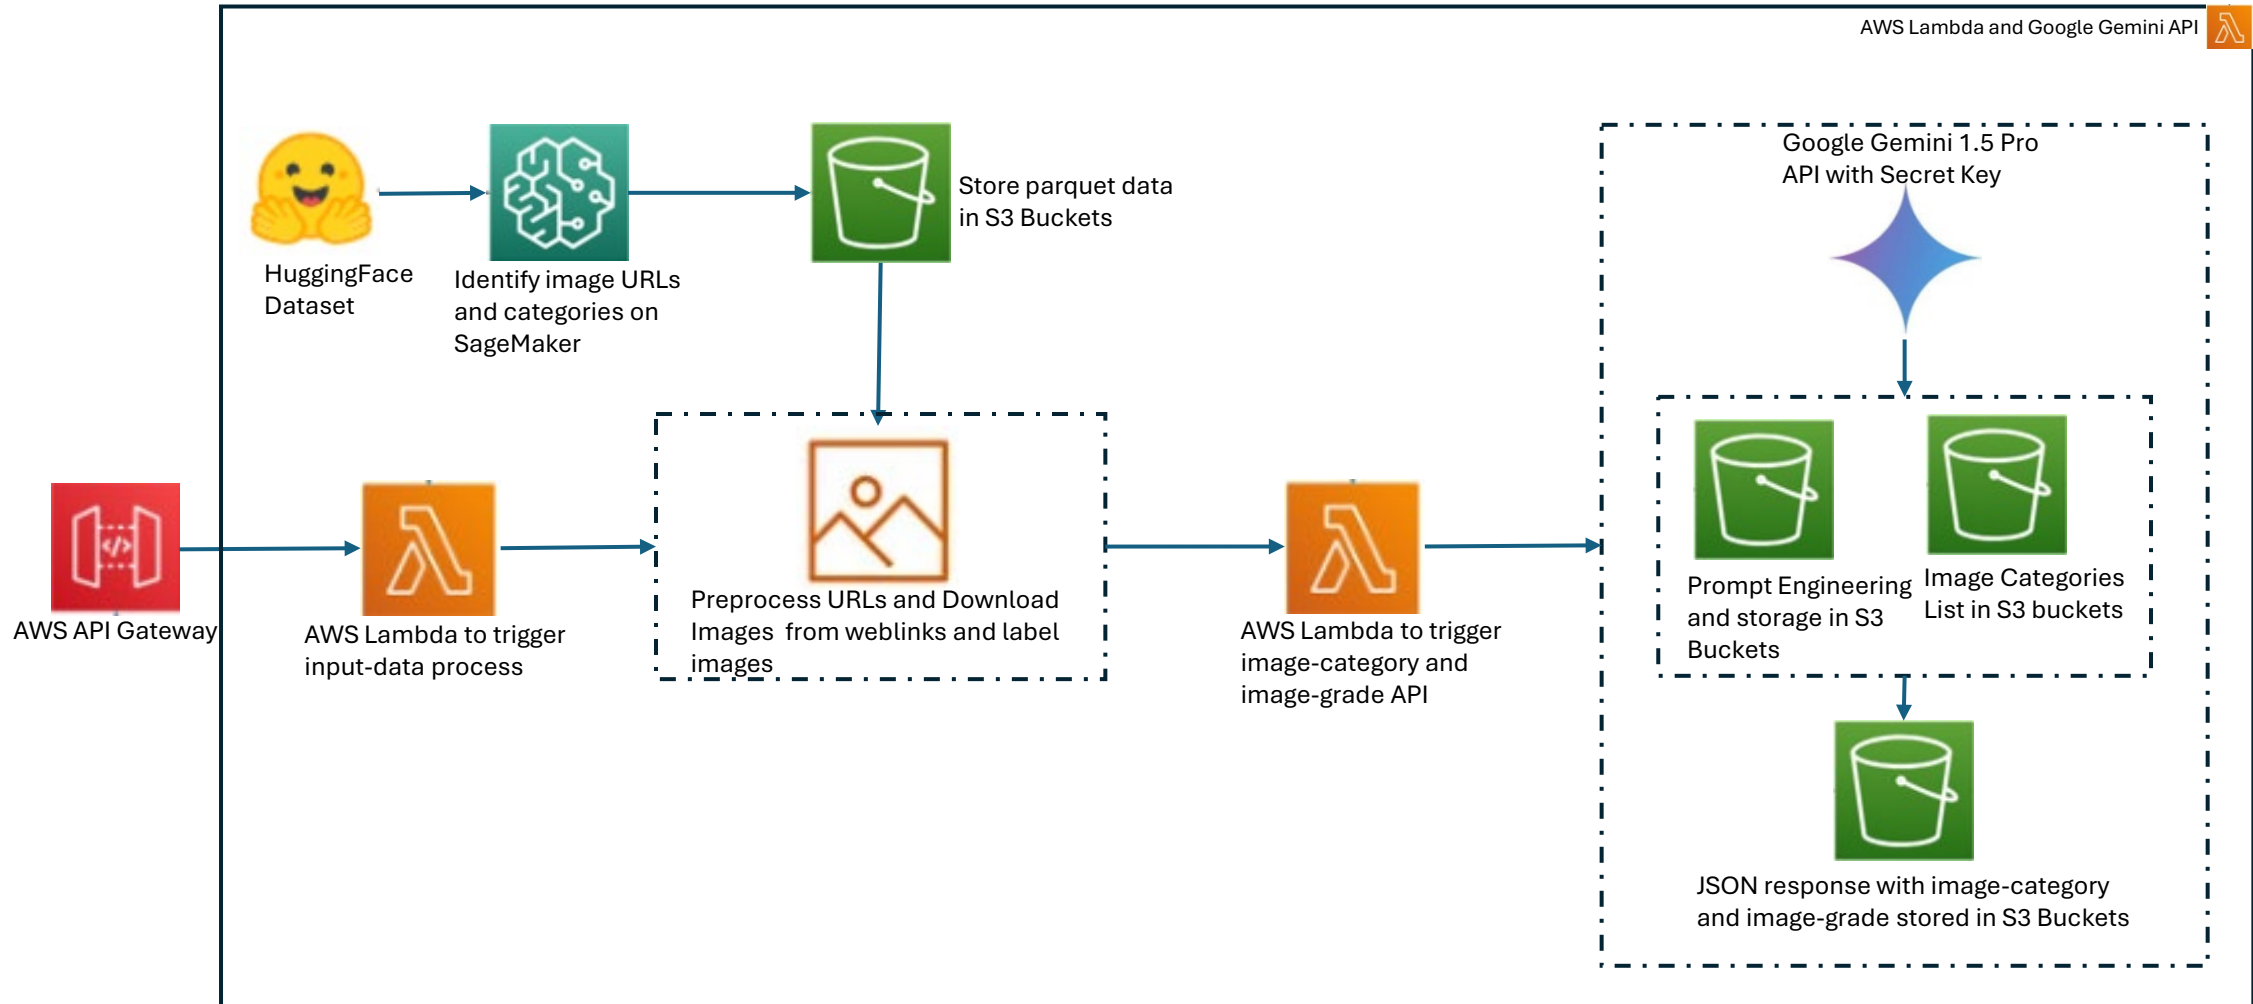 AWS Lambda and Google Gemini API
Google Gemini 1.5 Pro
API with Secret Key
Store parquet data
in S3 Buckets
HuggingFace
Dataset
Identify image URLs
and categories on
SageMaker
AWS API Gateway
AWS Lambda to trigger
input-data process
Preprocess URLs and Download
Images from weblinks and label
images
AWS Lambda to trigger
image-category and
image-grade API
Prompt Engineering
and storage in S3
Buckets
Image Categories
List in S3 buckets
JSON response with image-category
and image-grade stored in S3 Buckets